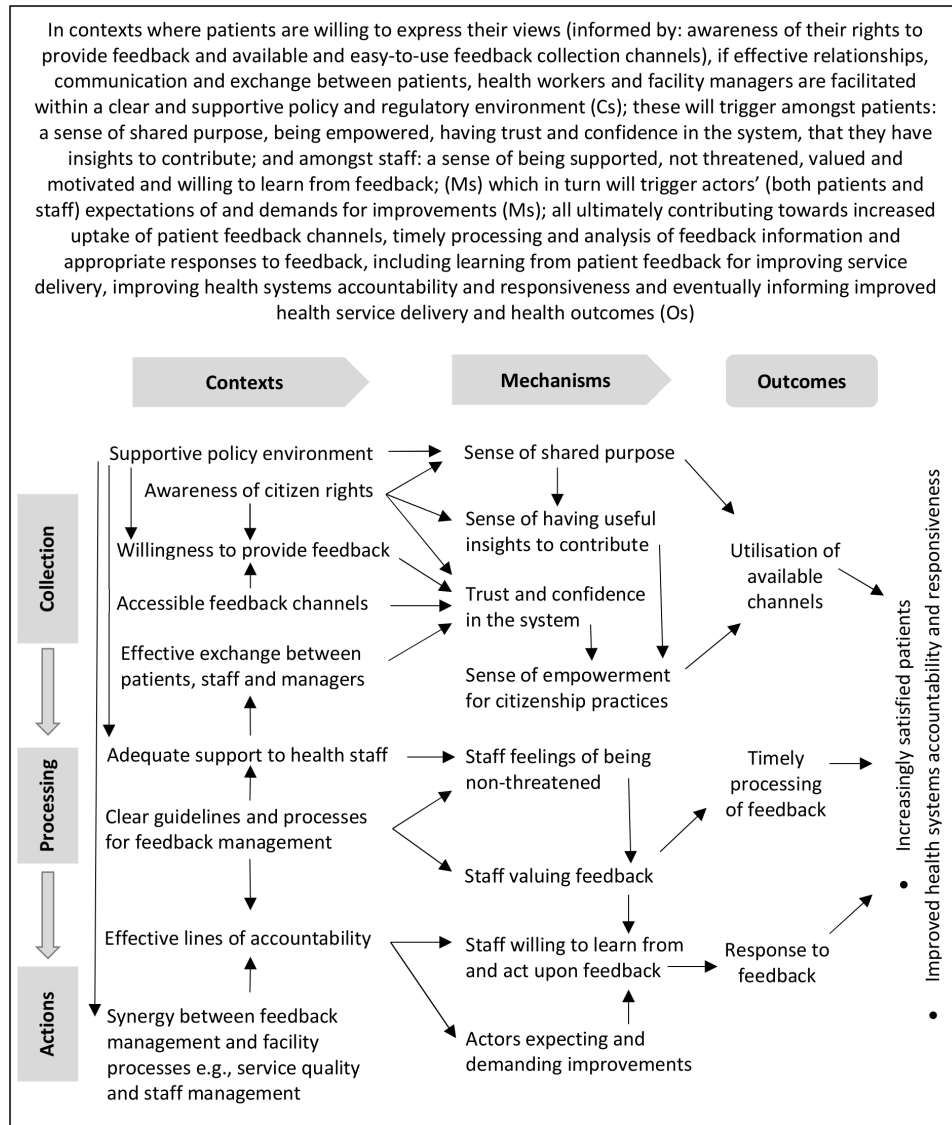 In contexts where patients are willing to express their views (informed by: awareness of their rights to
provide feedback and available and easy-to-use feedback collection channels), if effective relationships,
communication and exchange between patients, health workers and facility managers are facilitated
within a clear and supportive policy and regulatory environment (Cs); these will trigger amongst patients:
a sense of shared purpose, being empowered, having trust and confidence in the system, that they have
insights to contribute; and amongst staff: a sense of being supported, not threatened, valued and
motivated and willing to learn from feedback; (Ms) which in turn will trigger actors’ (both patients and
staff) expectations of and demands for improvements (Ms); all ultimately contributing towards increased
uptake of patient feedback channels, timely processing and analysis of feedback information and
appropriate responses to feedback, including learning from patient feedback for improving service
delivery, improving health systems accountability and responsiveness and eventually informing improved
health service delivery and health outcomes (Os)
Contexts
Mechanisms
Outcomes
Collection
Processing
Actions
Supportive policy environment
Awareness of citizen rights
Willingness to provide feedback
Accessible feedback channels
Effective exchange between
patients, staff and managers
Adequate support to health staff
Clear guidelines and processes
for feedback management
Effective lines of accountability
Synergy between feedback
management and facility
processes e.g., service quality
and staff management
Sense of shared purpose
Sense of having useful
insights to contribute
Trust and confidence
in the system
Sense of empowerment
for citizenship practices
Staff feelings of being
non-threatened
Staff valuing feedback
Staff willing to learn from
and act upon feedback
Actors expecting and
demanding improvements
Utilisation of
available
channels
Timely
processing
of feedback
Response to
feedback
• Increasingly satisfied patients
• Improved health systems accountability and responsiveness